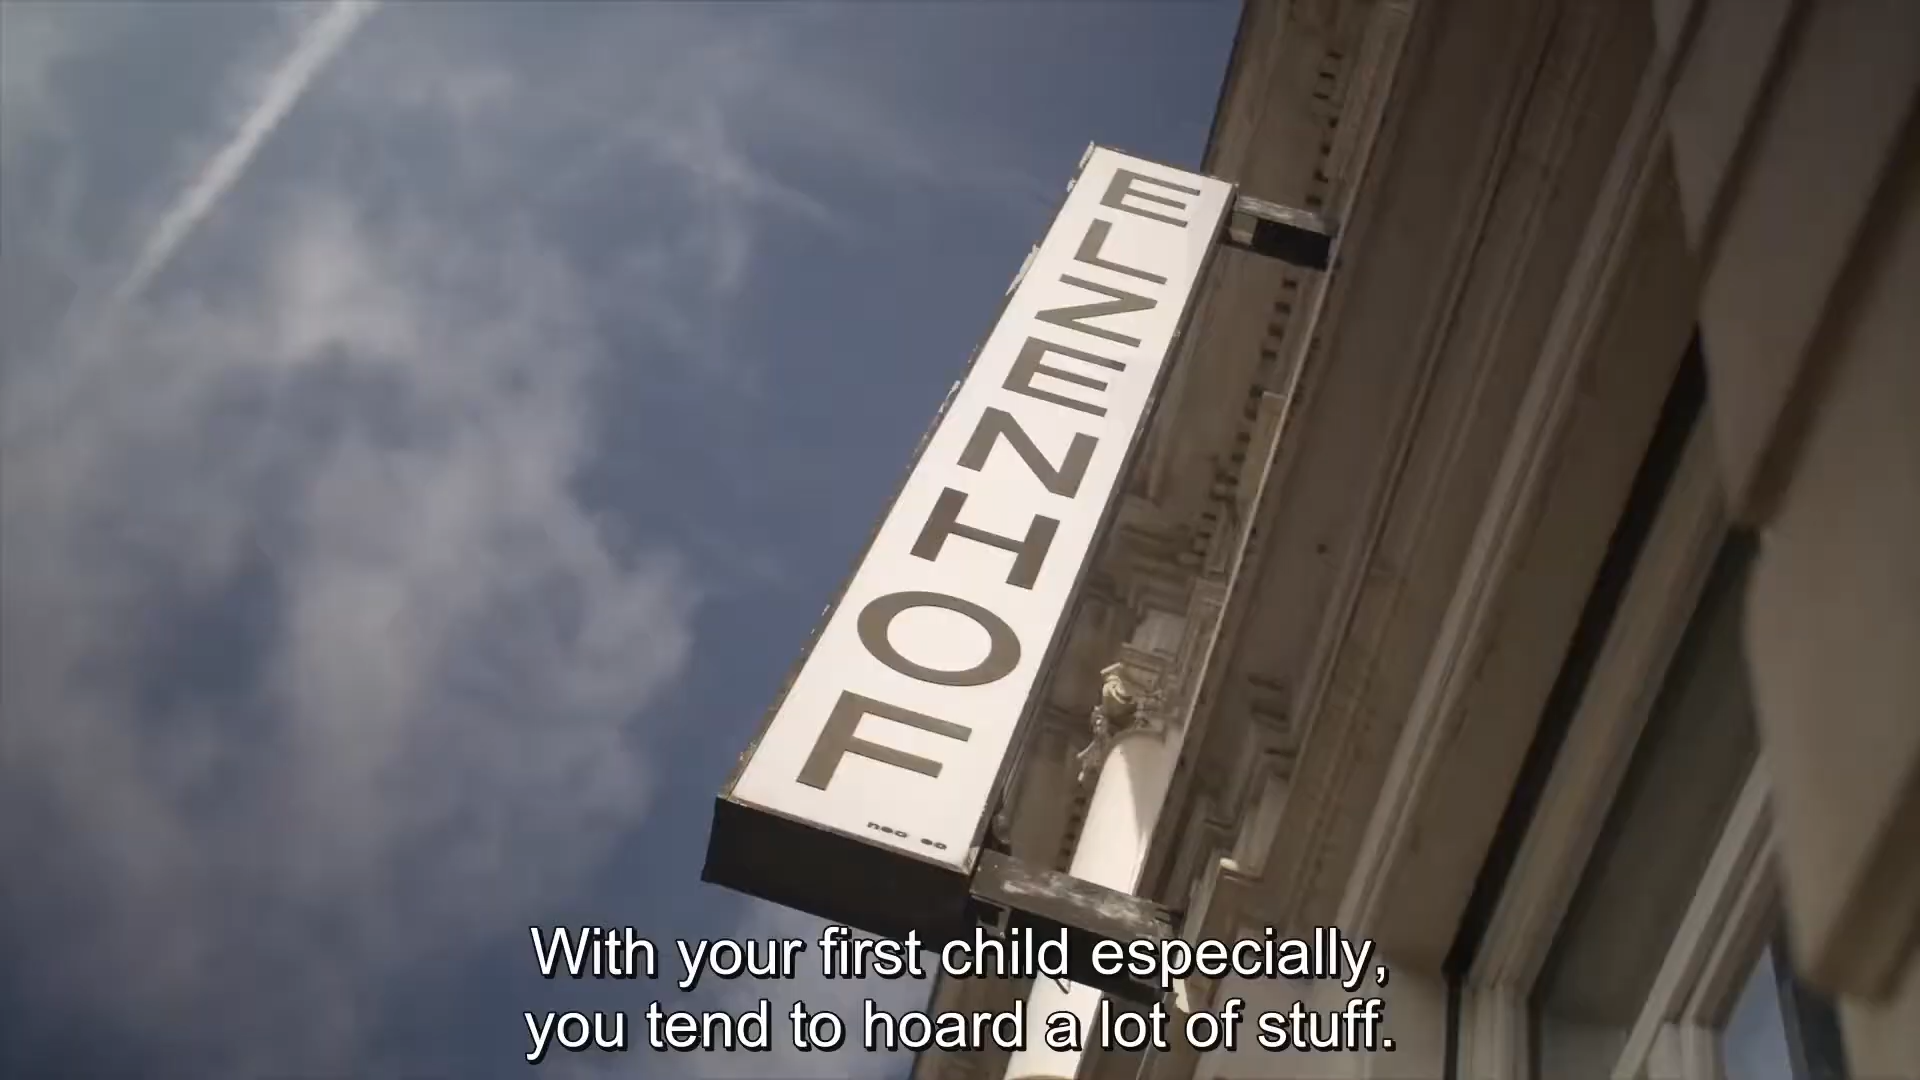 ELZENHOF
With your first child especially,
you tend to hoard a lot of stuff.